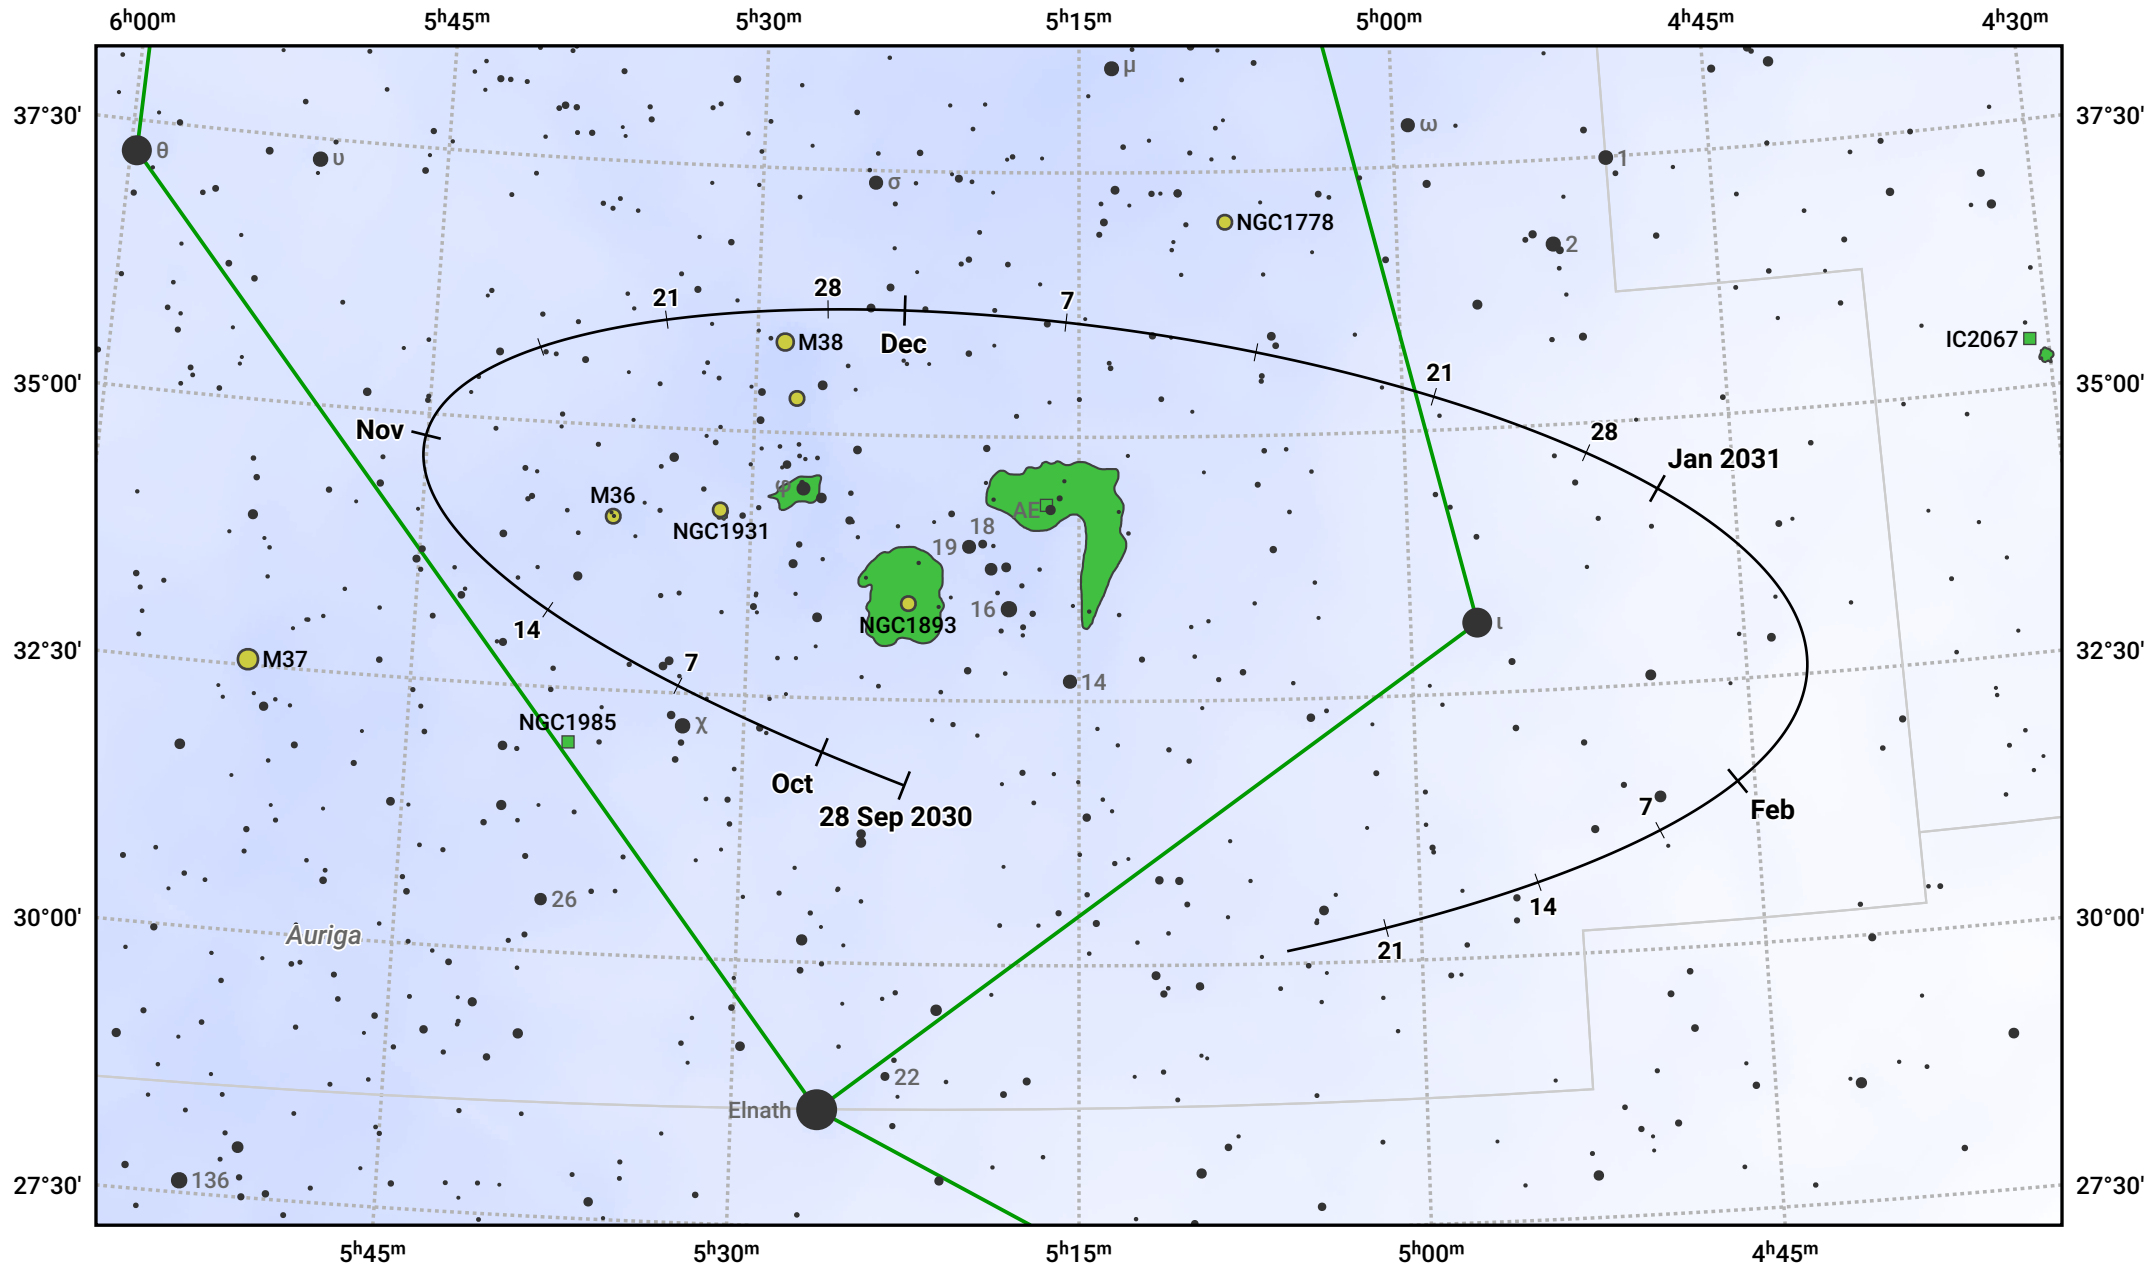 6ʰ00ᵐ 5ʰ45ᵐ 5ʰ30ᵐ 5ʰ15ᵐ 5ʰ00ᵐ 4ʰ45ᵐ 4ʰ30ᵐ
μ
37°30' 37°30'
ω
θ υ 1
σ
NGC1778
2
21 28 7
M38 Dec IC2067
21
35°00' 35°00'
Nov 28
Jan 2031
φ
M36 AE
NGC1931 18
19
16
NGC1893 ι
14
32°30' 32°30'
M37 7
14
NGC1985 χ
Oct
28 Sep 2030 7 Feb
26 14
30°00' 30°00'
Auriga 21
22
Elnath
136
27°30' 27°30'
5ʰ45ᵐ 5ʰ30ᵐ 5ʰ15ᵐ 5ʰ00ᵐ 4ʰ45ᵐ